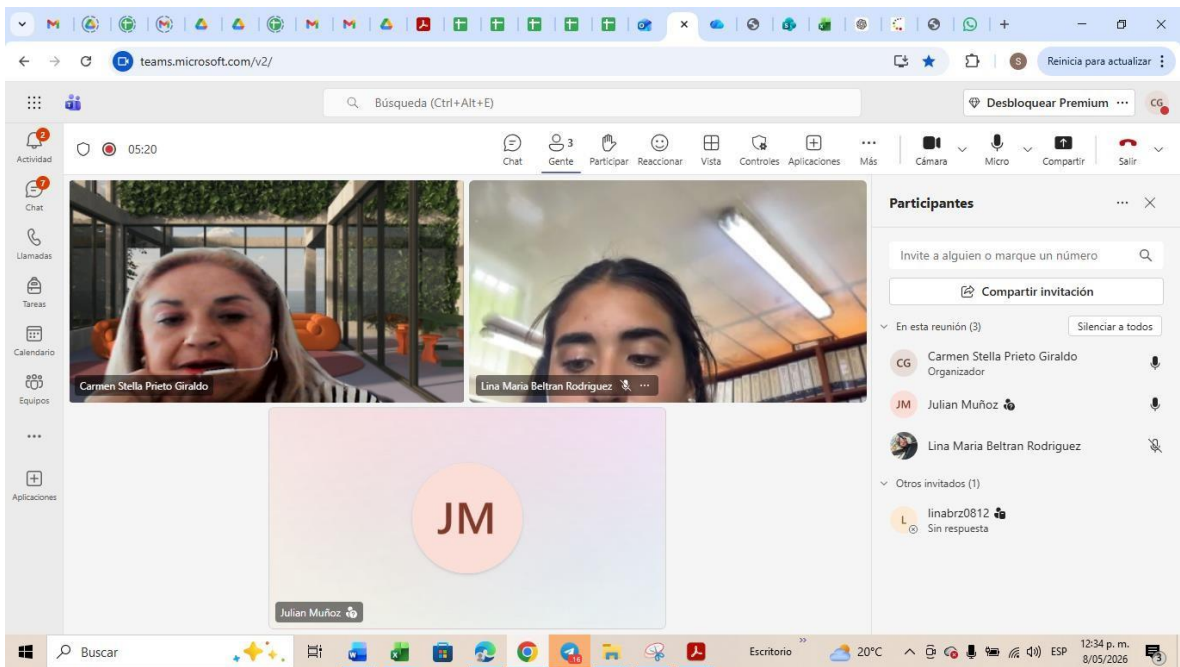 teams.microsoft.com/v2/
S
Reinicia para actualizar
Búsqueda (Ctrl+Alt+E)
Desbloquear Premium
CG
2
Actividad
05:20
Chat
3
Gente
Participar
Reaccionar
Vista
Controles
Aplicaciones
Más
Cámara
Micro
Compartir
Salir
7
Chat
Llamadas
Tareas
Calendario
Equipos
Aplicaciones
Carmen Stella Prieto Giraldo
Lina Maria Beltran Rodriguez
JM
Julian Muñoz
Participantes
Invite a alguien o marque un número
Compartir invitación
En esta reunión (3)
Silenciar a todos
CG
Carmen Stella Prieto Giraldo
Organizador
JM
Julian Muñoz
Lina Maria Beltran Rodriguez
Otros invitados (1)
L
linabrz0812
Sin respuesta
Buscar
Escritorio
20°C
ESP
12:34 p. m.
8/05/2026
3